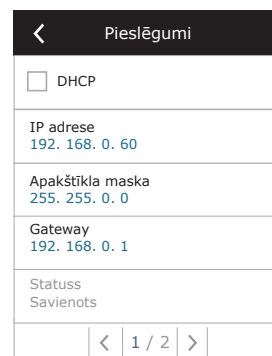 Pieslēgumi
DHCP
IP adrese
192. 168. 0. 60
Apakštīkla maska
255. 255. 0. 0
Gateway
192. 168. 0. 1
Statuss
Savienots
1 / 2